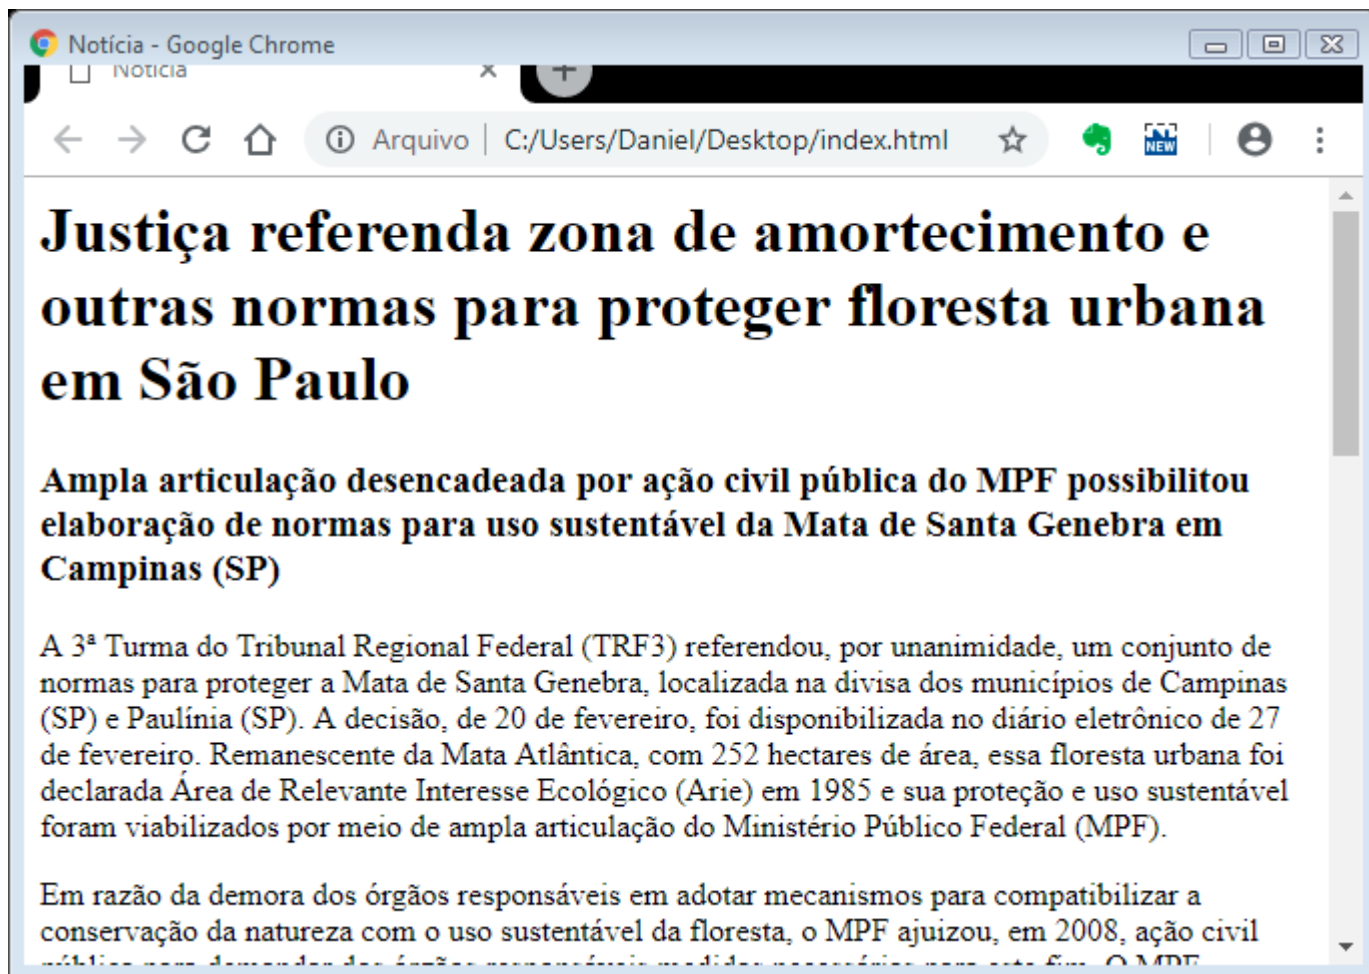 Notícia - Google Chrome
Notícia
Arquivo | C:/Users/Daniel/Desktop/index.html
NEW
Justiça referenda zona de amortecimento e
outras normas para proteger floresta urbana
em São Paulo
Ampla articulação desencadeada por ação civil pública do MPF possibilitou
elaboração de normas para uso sustentável da Mata de Santa Genebra em
Campinas (SP)
A 3ª Turma do Tribunal Regional Federal (TRF3) referendou, por unanimidade, um conjunto de
normas para proteger a Mata de Santa Genebra, localizada na divisa dos municípios de Campinas
(SP) e Paulínia (SP). A decisão, de 20 de fevereiro, foi disponibilizada no diário eletrônico de 27
de fevereiro. Remanescente da Mata Atlântica, com 252 hectares de área, essa floresta urbana foi
declarada Área de Relevante Interesse Ecológico (Arie) em 1985 e sua proteção e uso sustentável
foram viabilizados por meio de ampla articulação do Ministério Público Federal (MPF).
Em razão da demora dos órgãos responsáveis em adotar mecanismos para compatibilizar a
conservação da natureza com o uso sustentável da floresta, o MPF ajuizou, em 2008, ação civil